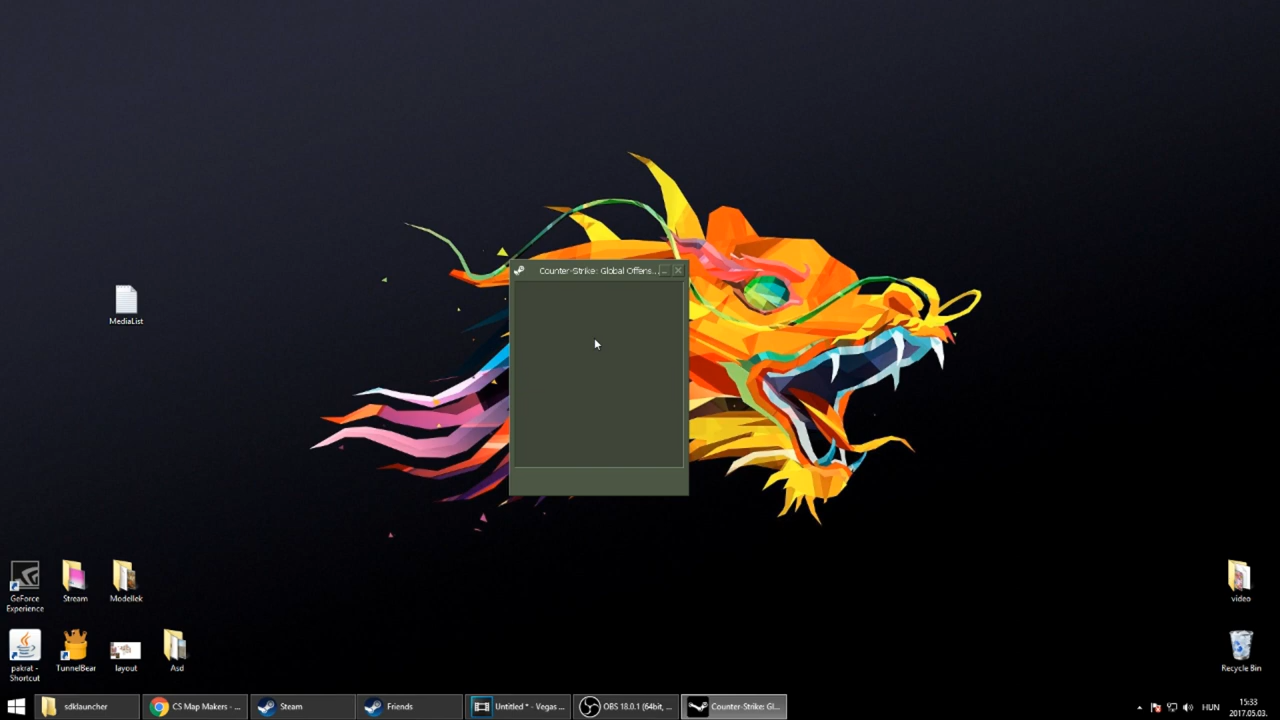 Counter-Strike: Global Offens...
MediaList
GeForce
Experience
Stream
Modellek
video
pakrat -
Shortcut
TunnelBear
layout
Asd
Recycle Bin
sdklauncher
CS Map Makers - ...
Steam
Friends
Untitled * - Vegas ...
OBS 18.0.1 (64bit, ...
Counter-Strike: Gl...
HUN
15:33
2017.05.03.